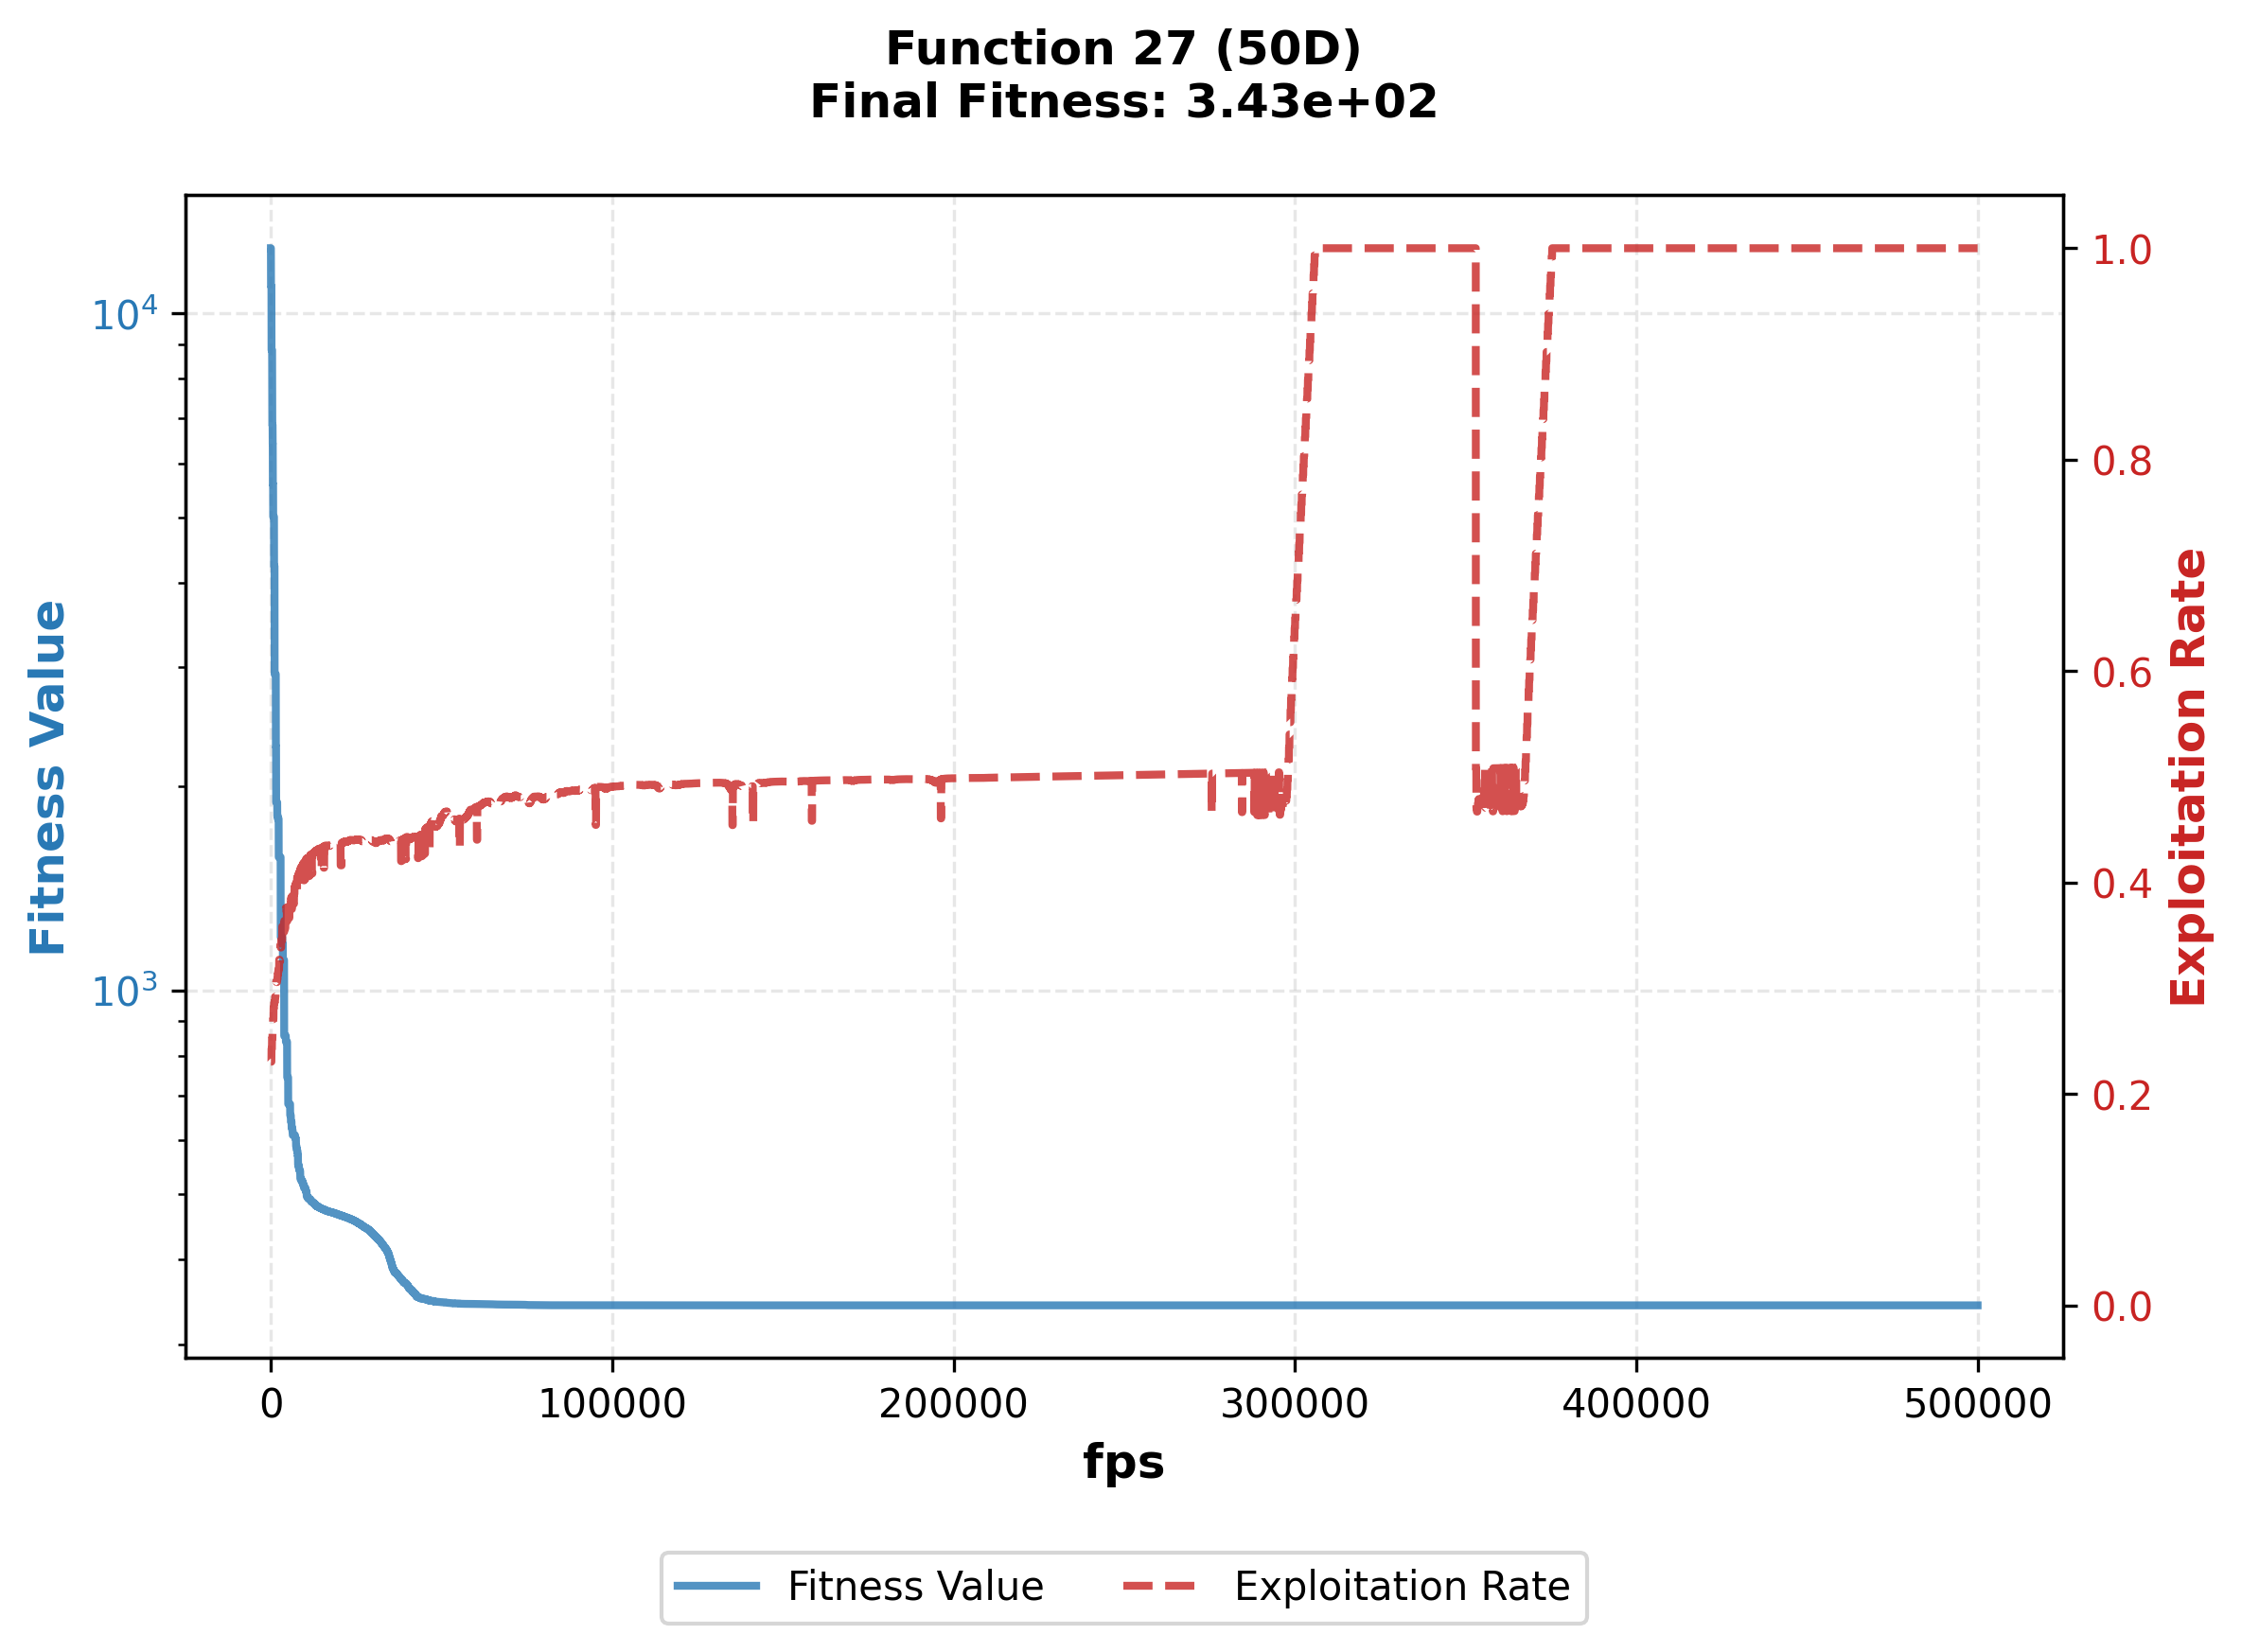 Function 27 (50D)
Final Fitness: 3.43e+02
Fitness Value
10⁴
10³
Exploitation Rate
1.0
0.8
0.6
0.4
0.2
0.0
0 100000 200000 300000 400000 500000
fps
Fitness Value Exploitation Rate